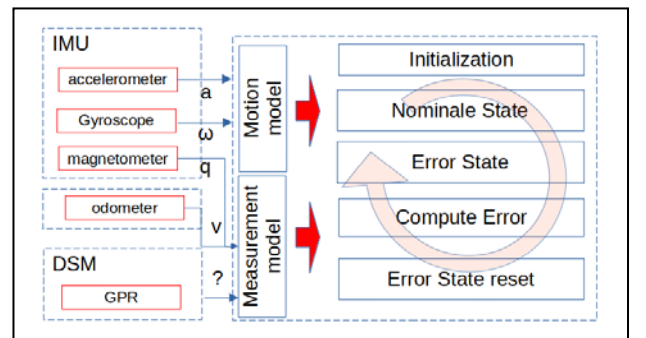 IMU
accelerometer
a
Gyroscope
ω
magnetometer
q
odometer
v
DSM
?
GPR
Motion
model
Measurement
model
Initialization
Nominale State
Error State
Compute Error
Error State reset